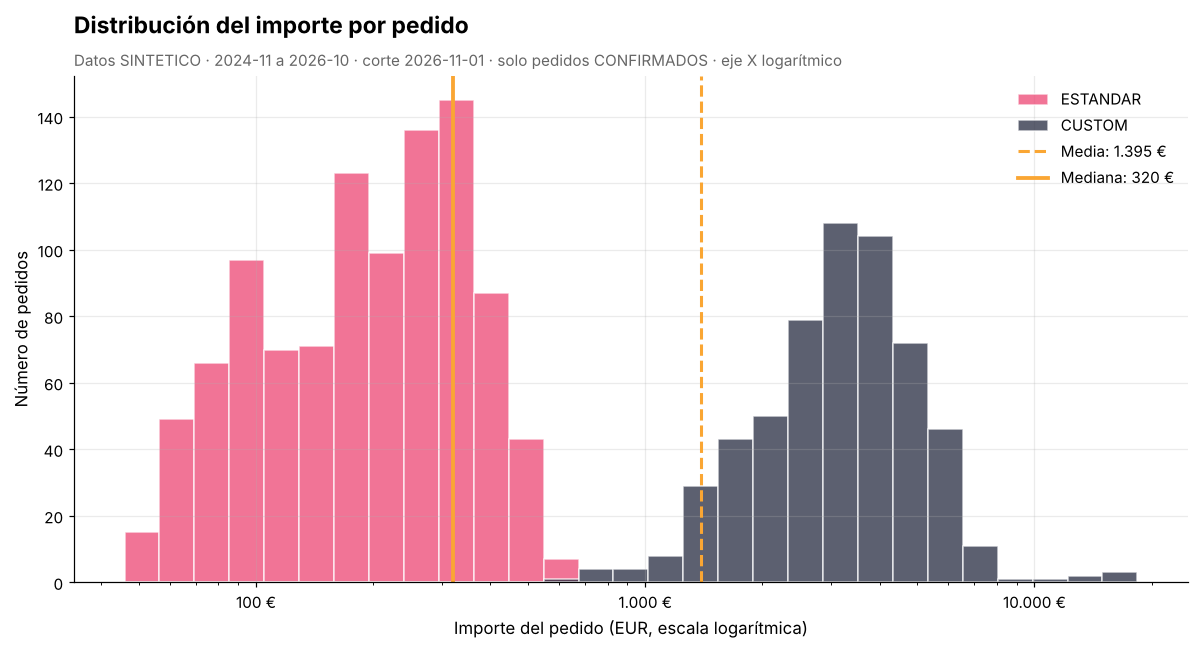 Distribución del importe por pedido
Datos SINTETICO · 2024-11 a 2026-10 · corte 2026-11-01 · solo pedidos CONFIRMADOS · eje X logarítmico
ESTANDAR
CUSTOM
Media: 1.395 €
Mediana: 320 €
Número de pedidos
140
120
100
80
60
40
20
0
100 €
1.000 €
10.000 €
Importe del pedido (EUR, escala logarítmica)